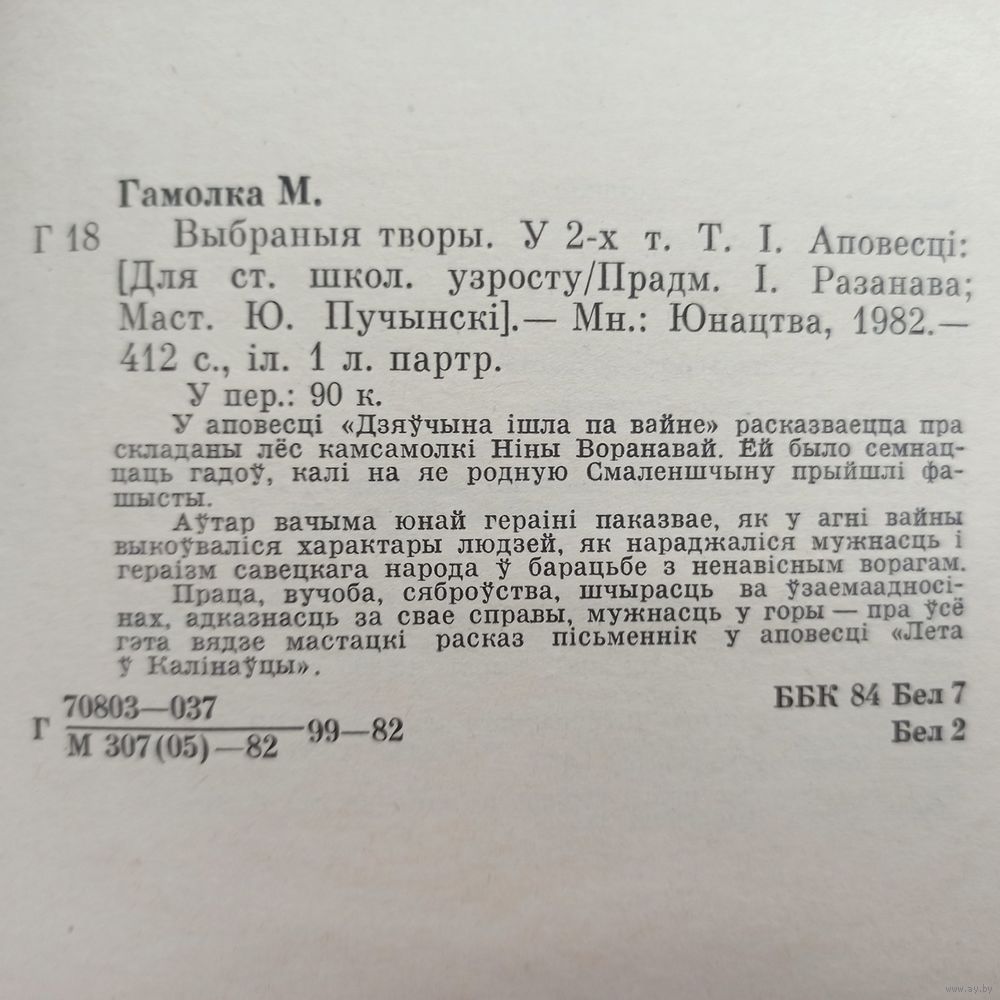 Гамолка М.
Г 18 Выбраныя творы. У 2-х т. Т. І. Аповесці:
[Для ст. школ. узросту/Прадм. І. Разанава;
Маст. Ю. Пучынскі].— Мн.: Юнацтва, 1982.—
412 с., іл. 1 л. партр.
У пер.: 90 к.
У аповесці «Дзяўчына ішла па вайне» расказваецца пра
складаны лёс камсамолкі Ніны Воранавай. Ёй было семнац-
цаць гадоў, калі на яе родную Смаленшчыну прыйшлі фа-
шысты.
Аўтар вачыма юнай гераіні паказвае, як у агні вайны
выкоўваліся характары людзей, як нараджаліся мужнасць і
гераізм савецкага народа ў барацьбе з ненавісным ворагам.
Праца, вучоба, сяброўства, шчырасць ва ўзаемаадносі-
нах, адказнасць за свае справы, мужнасць у горы — пра ўсё
гэта вядзе мастацкі расказ пісьменнік у аповесці «Лета
ў Калінаўцы».
Г 70803—037
М 307(05)—82 99—82
ББК 84 Бел 7
Бел 2
www.ay.by